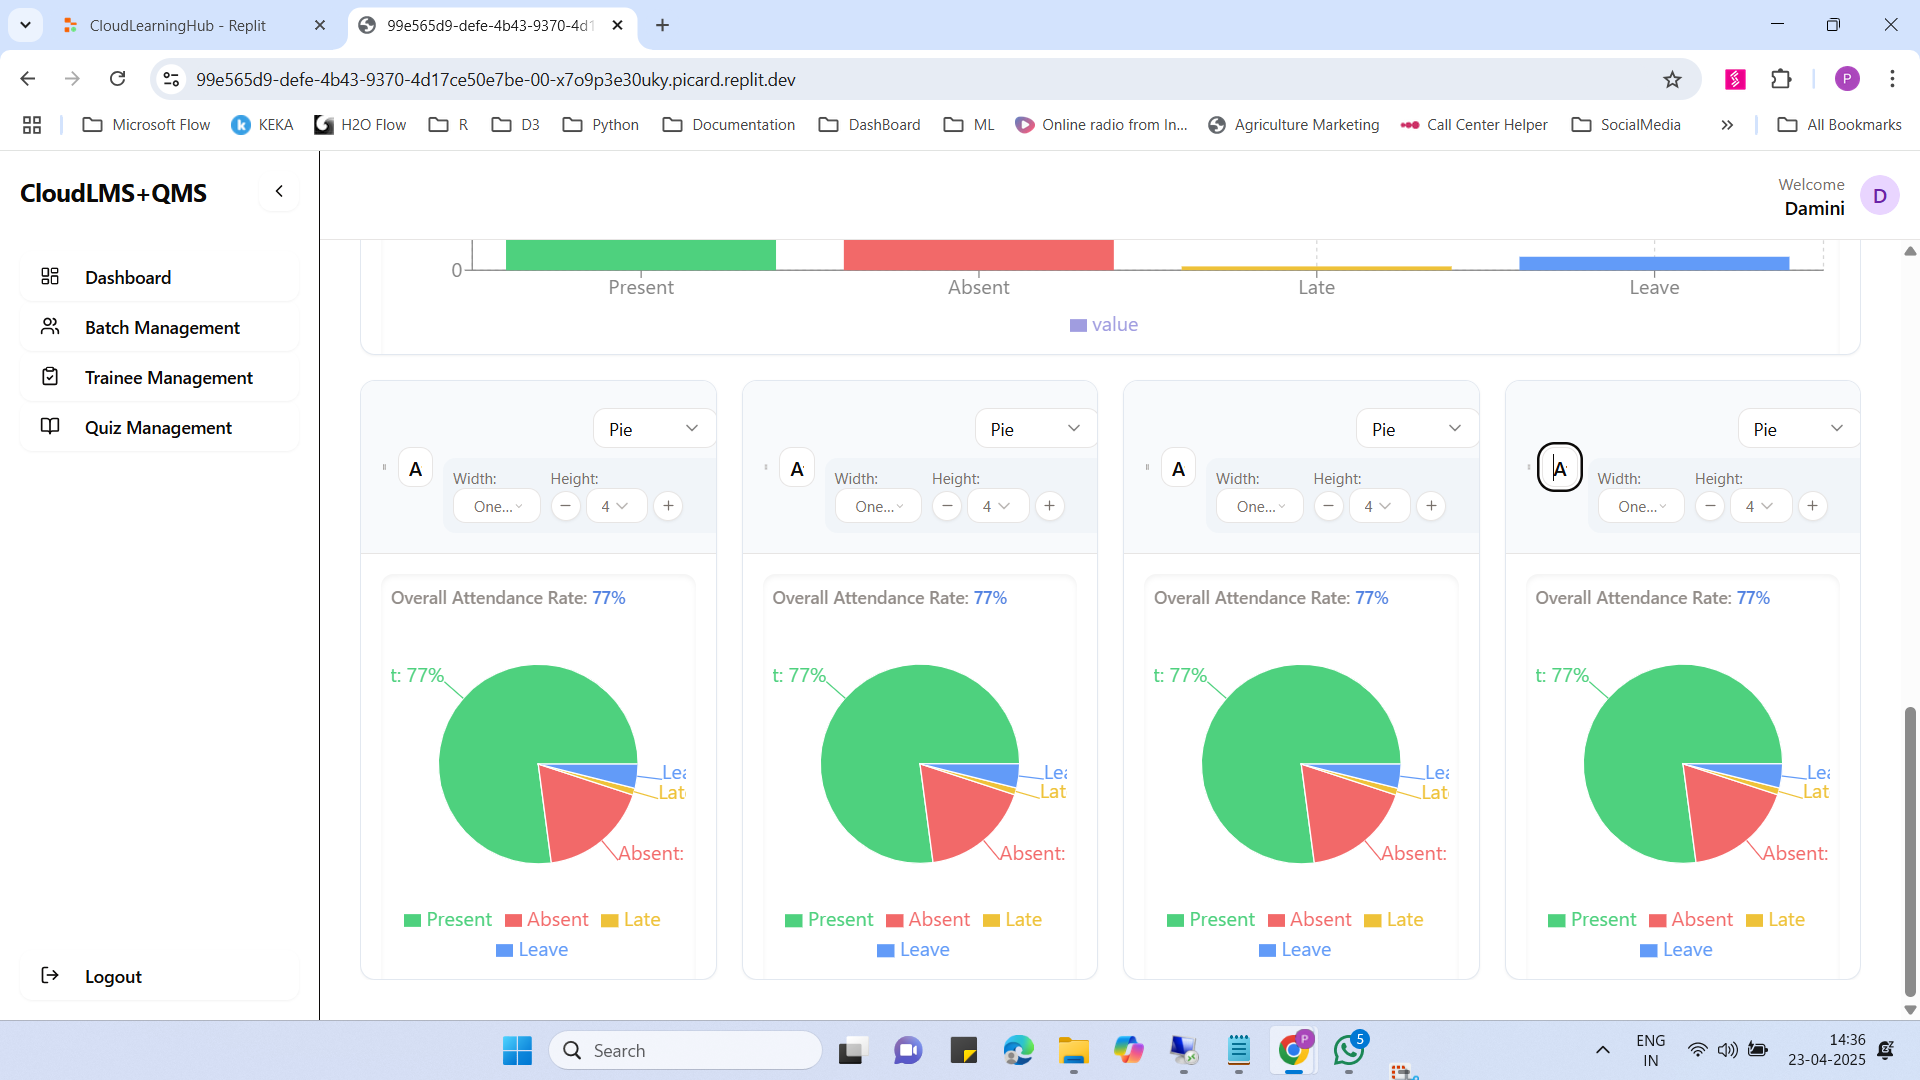 CloudLearningHub - Replit
99e565d9-defe-4b43-9370-4d1
99e565d9-defe-4b43-9370-4d17ce50e7be-00-x7o9p3e30uky.picard.replit.dev
P
Microsoft Flow KEKA H2O Flow R D3 Python Documentation DashBoard ML Online radio from In... Agriculture Marketing Call Center Helper SocialMedia All Bookmarks
CloudLMS+QMS
Welcome
Damini
D
Dashboard
Batch Management
Trainee Management
Quiz Management
Logout
0
Present Absent Late Leave
value
Pie Pie Pie Pie
A A A A
Width: Height: Width: Height: Width: Height: Width: Height:
One... 4 One... 4 One... 4 One... 4
Overall Attendance Rate: 77% Overall Attendance Rate: 77% Overall Attendance Rate: 77% Overall Attendance Rate: 77%
t: 77% t: 77% t: 77% t: 77%
Lea Lea Lea Lea
Lat Lat Lat Lat
Absent: Absent: Absent: Absent:
Present Absent Late Present Absent Late Present Absent Late Present Absent Late
Leave Leave Leave Leave
Search
P
5
ENG
IN
14:36
23-04-2025